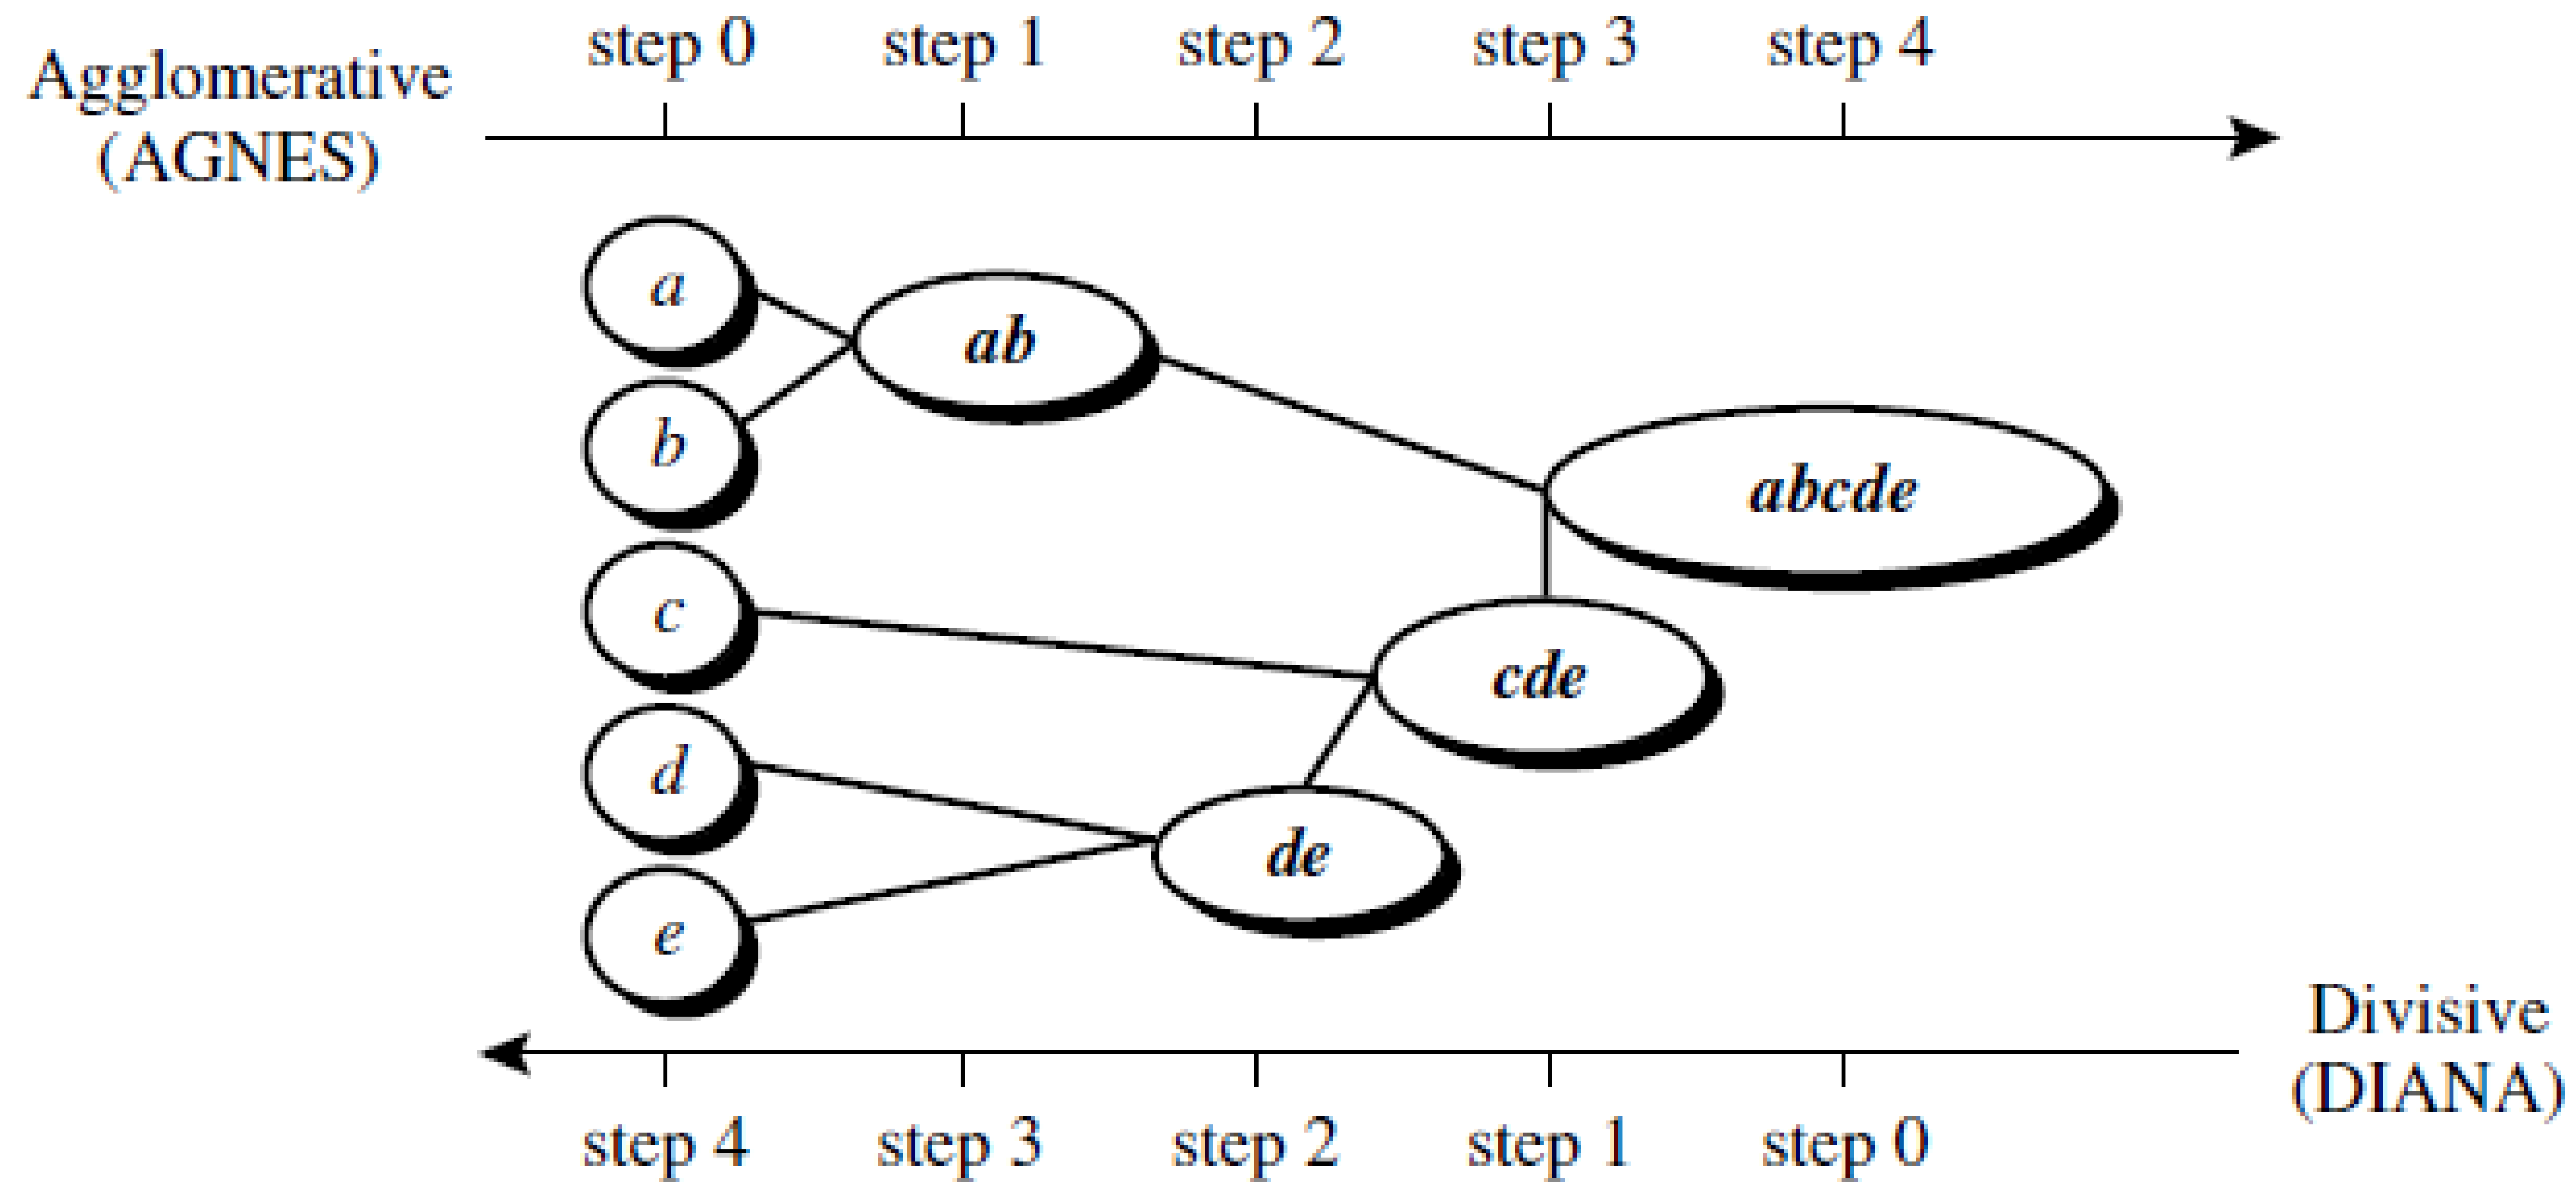 step 0 step 1 step 2 step 3 step 4
Agglomerative
(AGNES)
a
ab
b
abcde
c
cde
d
de
e
Divisive
(DIANA)
step 4 step 3 step 2 step 1 step 0